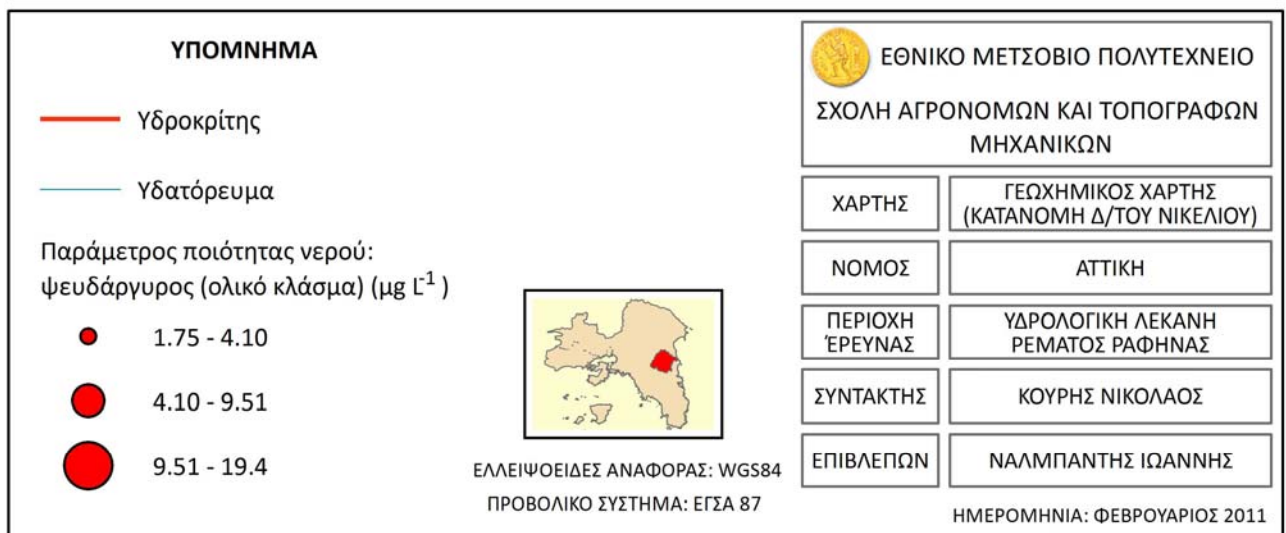 ΥΠΟΜΝΗΜΑ
Υδροκρίτης
Υδατόρευμα
Παράμετρος ποιότητας νερού:
ψευδάργυρος (ολικό κλάσμα) (μg L⁻¹ )
1.75 - 4.10
4.10 - 9.51
9.51 - 19.4
ΕΛΛΕΙΨΟΕΙΔΕΣ ΑΝΑΦΟΡΑΣ: WGS84
ΠΡΟΒΟΛΙΚΟ ΣΥΣΤΗΜΑ: ΕΓΣΑ 87
ΕΘΝΙΚΟ ΜΕΤΣΟΒΙΟ ΠΟΛΥΤΕΧΝΕΙΟ
ΣΧΟΛΗ ΑΓΡΟΝΟΜΩΝ ΚΑΙ ΤΟΠΟΓΡΑΦΩΝ
ΜΗΧΑΝΙΚΩΝ
ΧΑΡΤΗΣ
ΓΕΩΧΗΜΙΚΟΣ ΧΑΡΤΗΣ
(ΚΑΤΑΝΟΜΗ Δ/ΤΟΥ ΝΙΚΕΛΙΟΥ)
ΝΟΜΟΣ
ΑΤΤΙΚΗ
ΠΕΡΙΟΧΗ
ΈΡΕΥΝΑΣ
ΥΔΡΟΛΟΓΙΚΗ ΛΕΚΑΝΗ
ΡΕΜΑΤΟΣ ΡΑΦΗΝΑΣ
ΣΥΝΤΑΚΤΗΣ
ΚΟΥΡΗΣ ΝΙΚΟΛΑΟΣ
ΕΠΙΒΛΕΠΩΝ
ΝΑΛΜΠΑΝΤΗΣ ΙΩΑΝΝΗΣ
ΗΜΕΡΟΜΗΝΙΑ: ΦΕΒΡΟΥΑΡΙΟΣ 2011